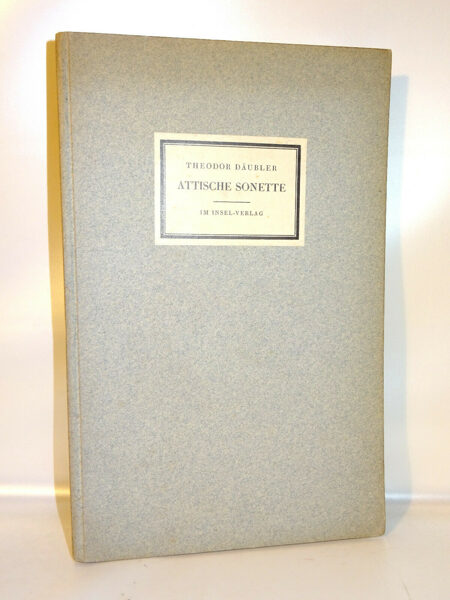 THEODOR DÄUBLER
ATTISCHE SONETTE
IM INSEL-VERLAG